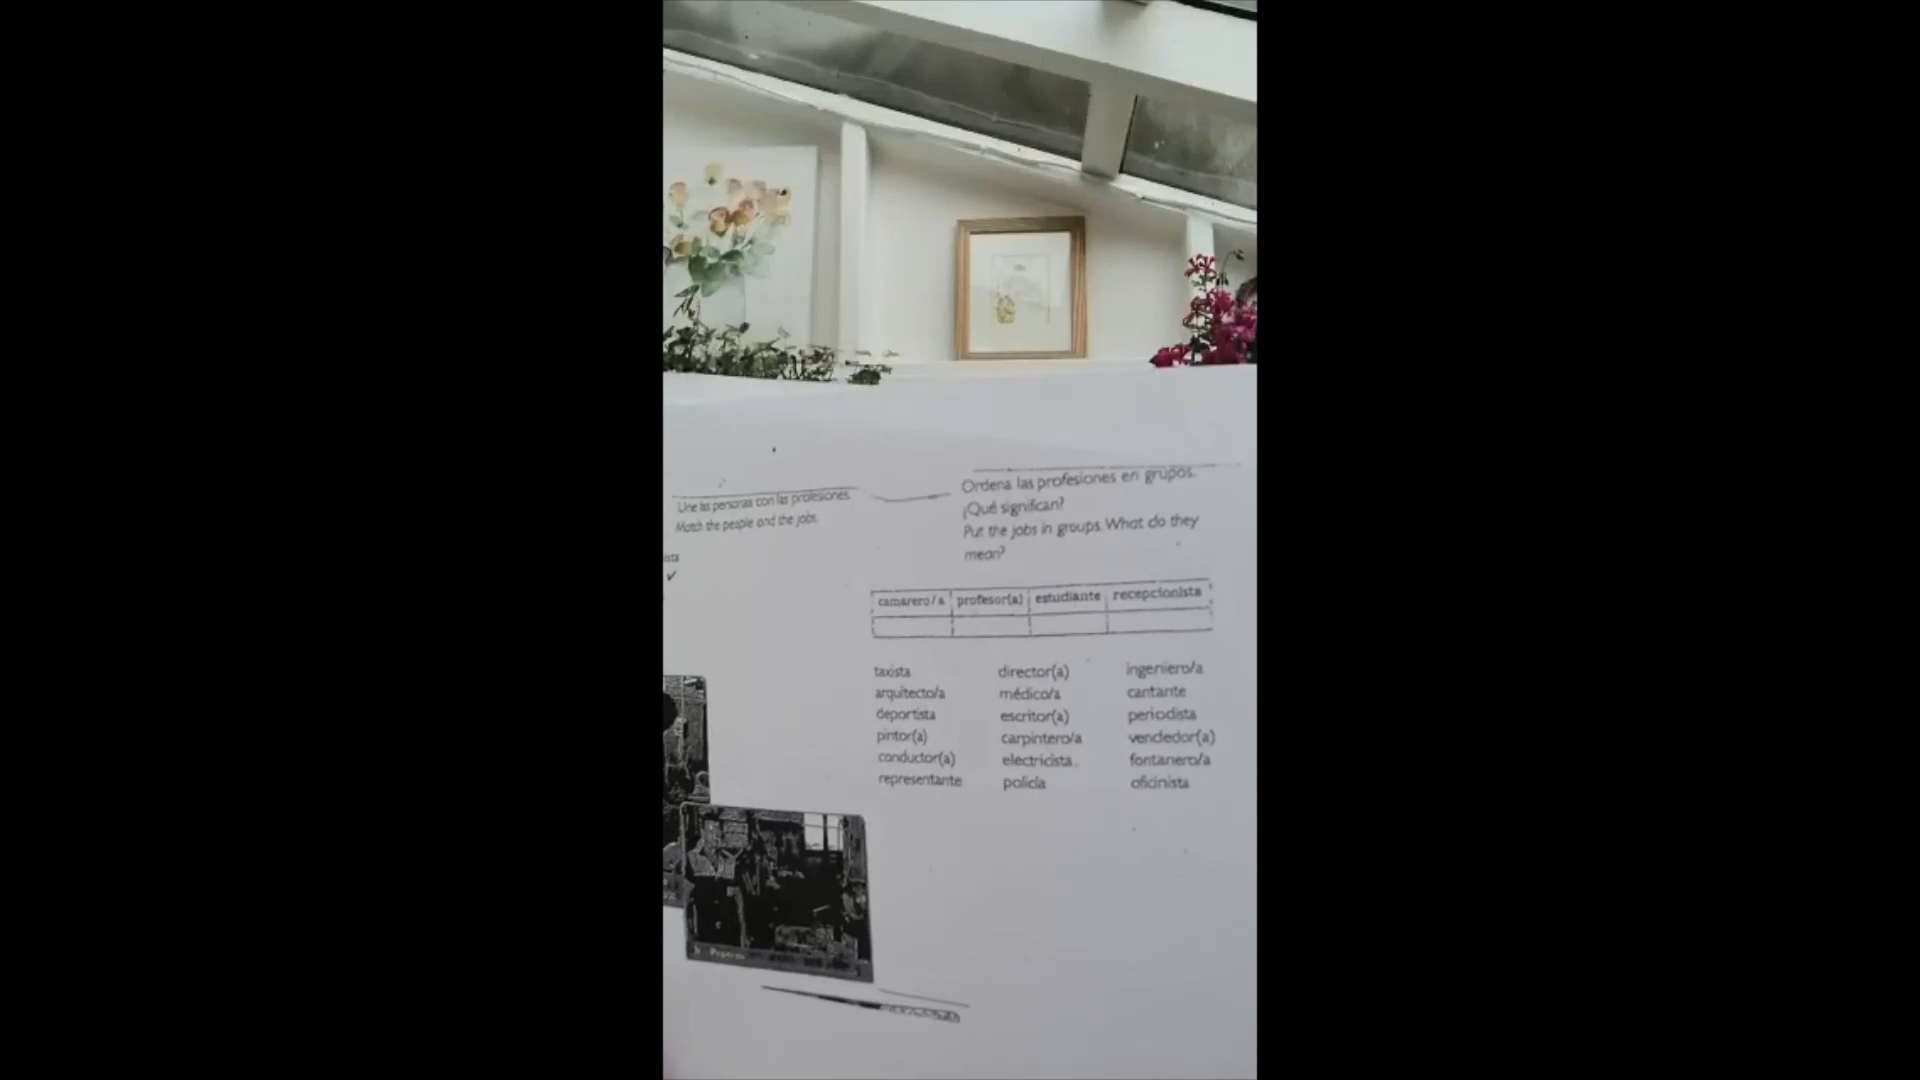 Une las personas con las profesiones.
Match the people and the jobs.
Ordena las profesiones en grupos.
¿Qué significan?
Put the jobs in groups. What do they
mean?
camarero/a profesor(a) estudiante recepcionista
taxista director(a) ingeniero/a
arquitecto/a médico/a cantante
deportista escritor(a) periodista
pintor(a) carpintero/a vendedor(a)
conductor(a) electricista fontanero/a
representante policía oficinista